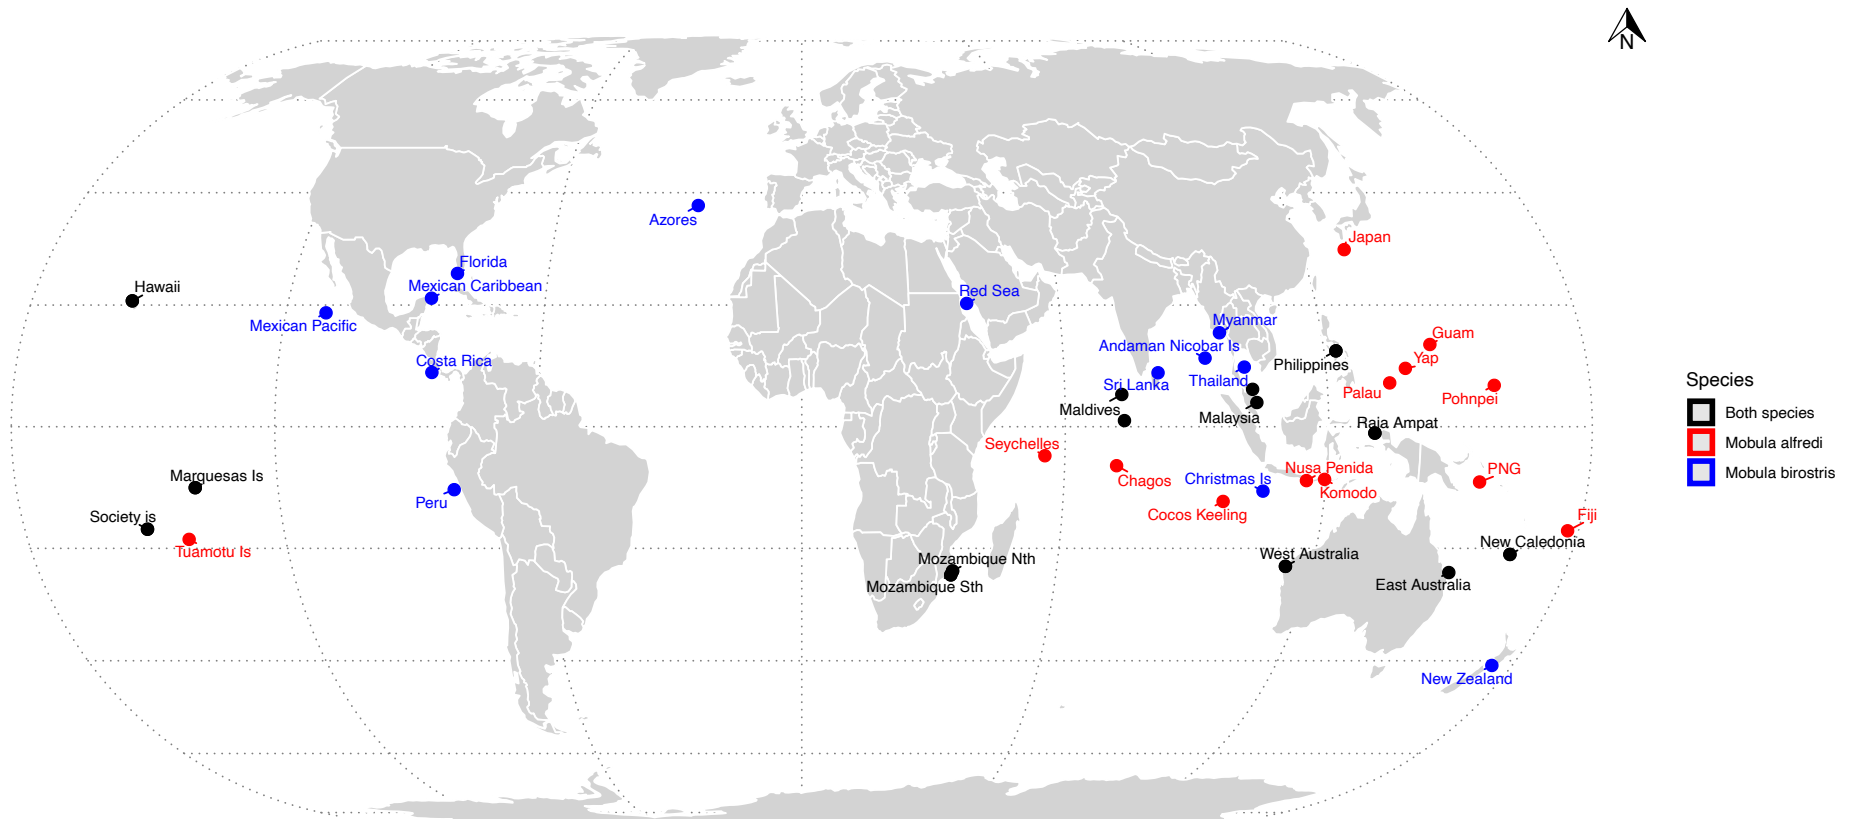 N
Azores
Japan
Florida
Hawaii
Mexican Caribbean
Red Sea
Mexican Pacific
Myanmar
Guam
Andaman Nicobar Is
Yap
Costa Rica
Philippines
Thailand
Sri Lanka
Palau
Pohnpei
Species
Maldives
Malaysia
Both species
Raja Ampat
Seychelles
Mobula alfredi
Nusa Penida
PNG
Marquesas Is
Chagos
Christmas Is
Mobula birostris
Komodo
Peru
Society is
Cocos Keeling
Fiji
New Caledonia
Tuamotu Is
West Australia
Mozambique Nth
Mozambique Sth
East Australia
New Zealand